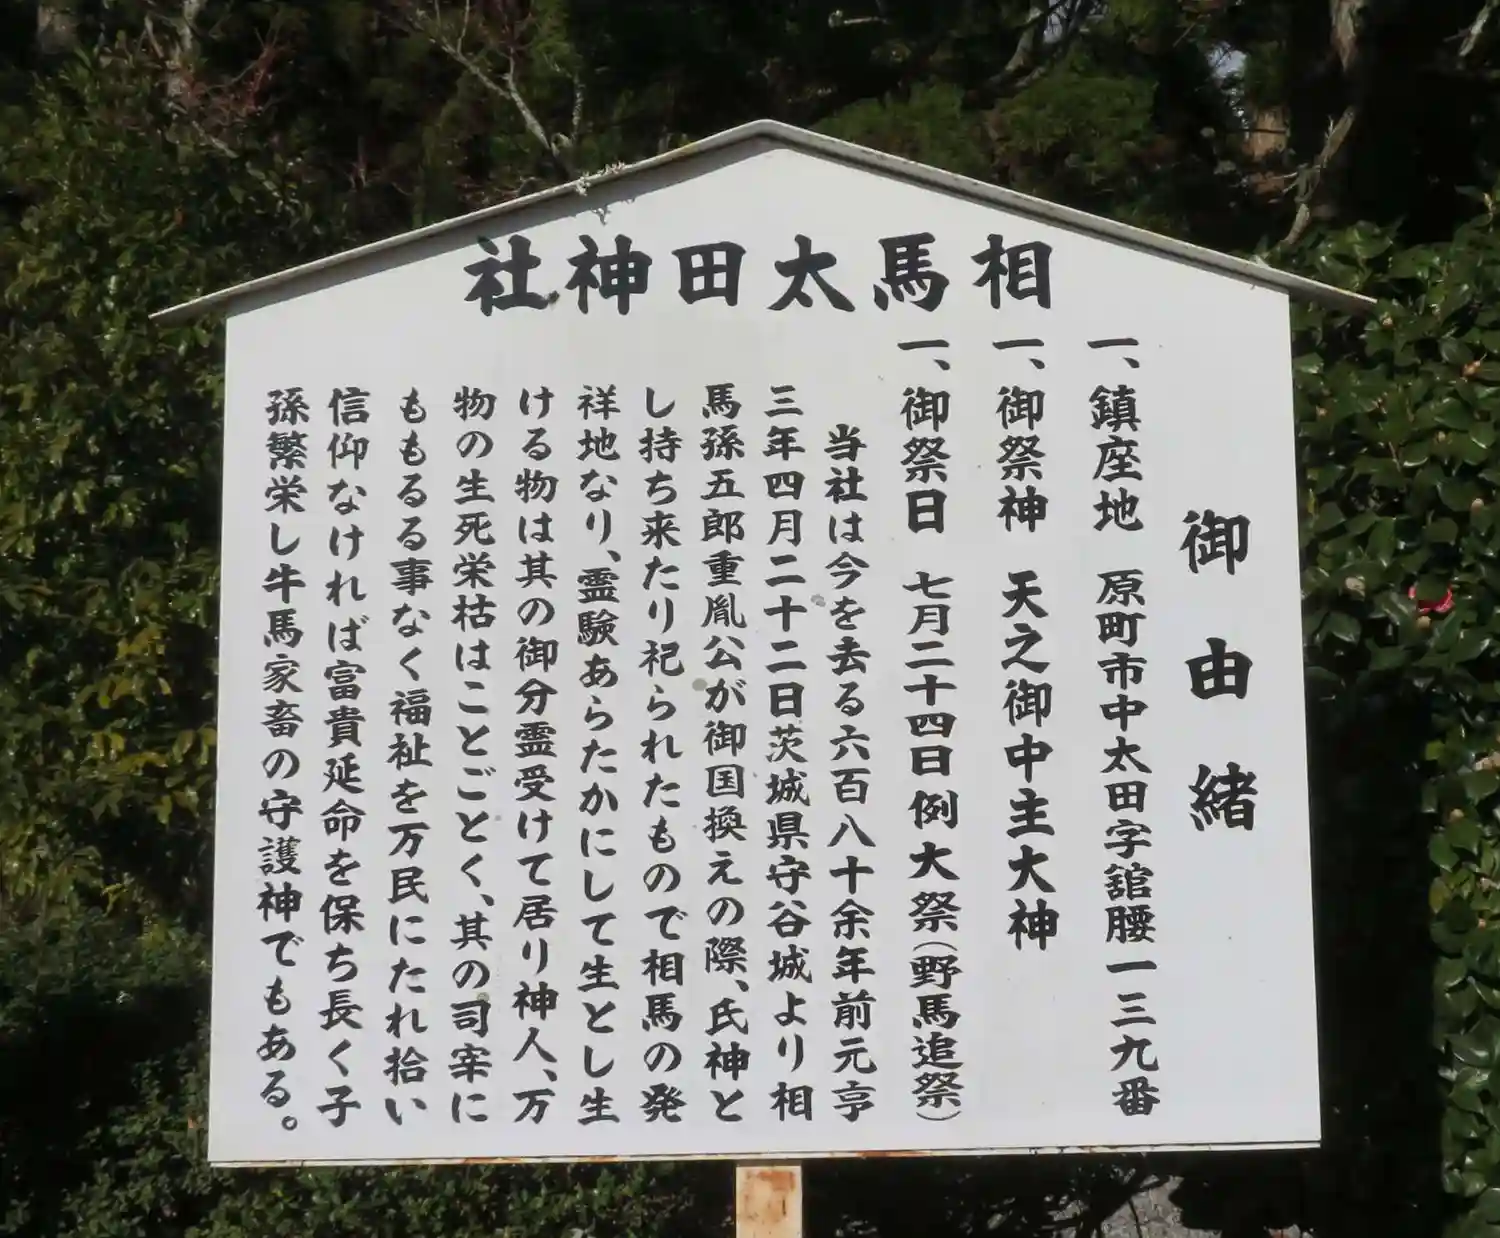 相馬太田神社
御由緒
一、鎮座地 原町市中太田字舘腰一三九番
一、御祭神 天之御中主大神
一、御祭日 七月二十四日例大祭(野馬追祭)
当社は今を去る六百八十余年前元亨
三年四月二十二日茨城県守谷城より相
馬孫五郎重胤公が御国換えの際、氏神と
し持ち来たり祀られたもので相馬の発
祥地なり、霊験あらたかにして生とし生
ける物は其の御分霊受けて居り神人、万
物の生死栄枯はことごとく、其の司宰に
ももるる事なく福祉を万民にたれ拾い
信仰なければ富貴延命を保ち長く子
孫繁栄し牛馬家畜の守護神でもある。